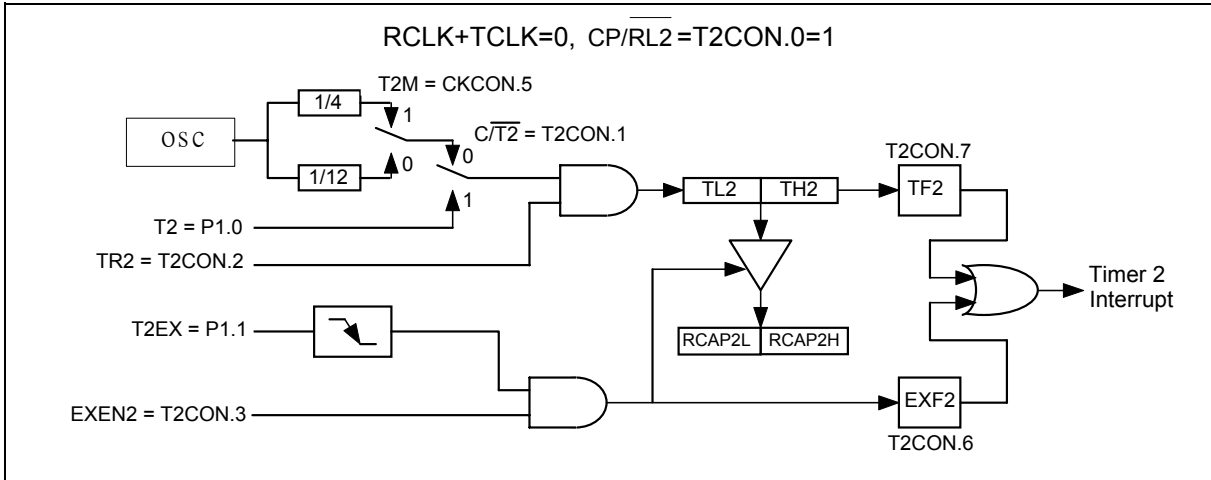 RCLK+TCLK=0, CP/RL2=T2CON.0=1
T2M = CKCON.5
1/4
1
OSC
C/T2 = T2CON.1
0
0
1/12
1
T2CON.7
TL2 TH2 TF2
T2 = P1.0
TR2 = T2CON.2
Timer 2
Interrupt
T2EX = P1.1
RCAP2L RCAP2H
EXEN2 = T2CON.3
EXF2
T2CON.6